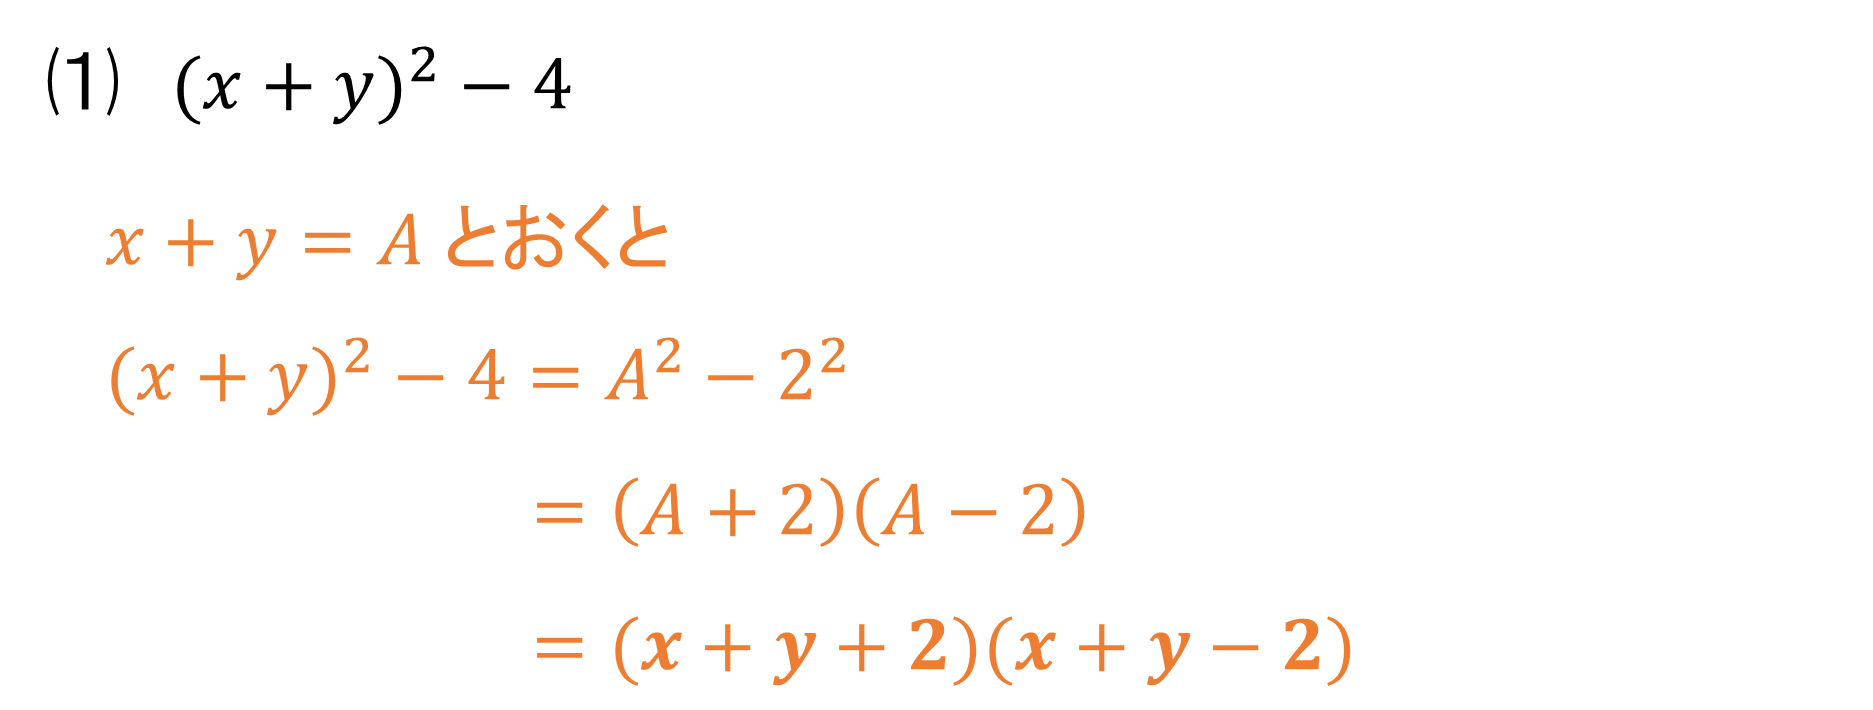 (1) (x + y)² − 4
x + y = A とおくと
(x + y)² − 4 = A² − 2²
= (A + 2)(A − 2)
= (x + y + 2)(x + y − 2)